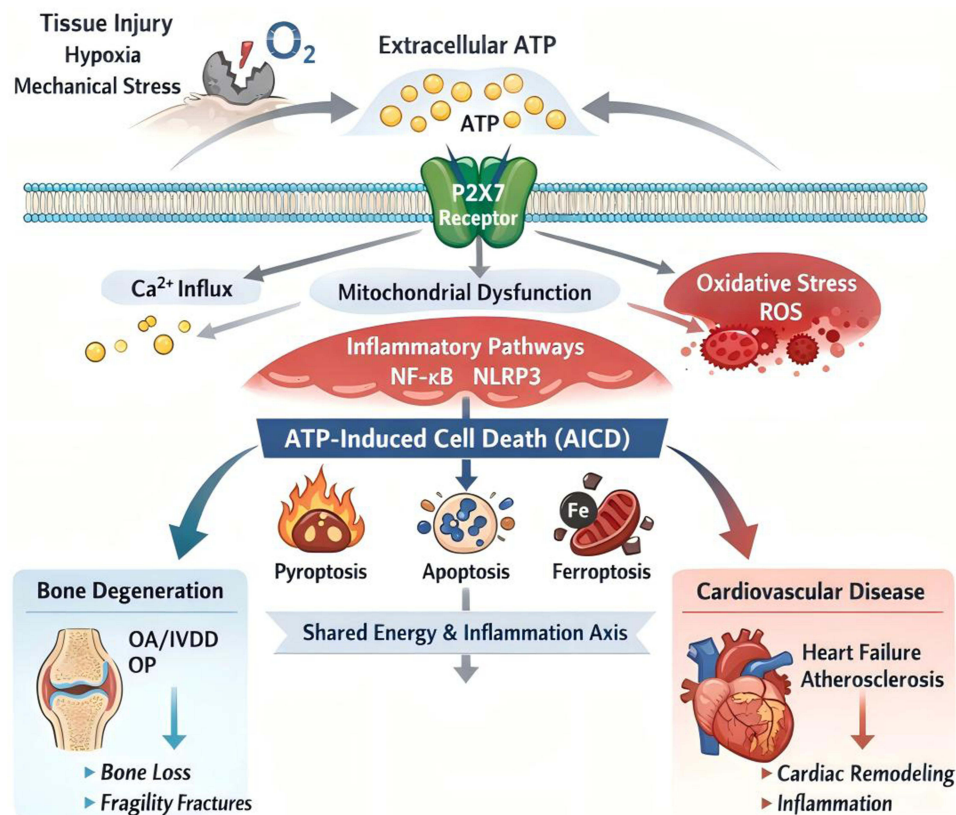 Tissue Injury
Hypoxia
Mechanical Stress
O₂
Extracellular ATP
ATP
P2X7
Receptor
Ca²⁺ Influx
Mitochondrial Dysfunction
Oxidative Stress
ROS
Inflammatory Pathways
NF-κB NLRP3
ATP-Induced Cell Death (AICD)
Fe
Pyroptosis
Apoptosis
Ferroptosis
Shared Energy & Inflammation Axis
Bone Degeneration
OA/IVDD
OP
▸ Bone Loss
▸ Fragility Fractures
Cardiovascular Disease
Heart Failure
Atherosclerosis
▸ Cardiac Remodeling
▸ Inflammation